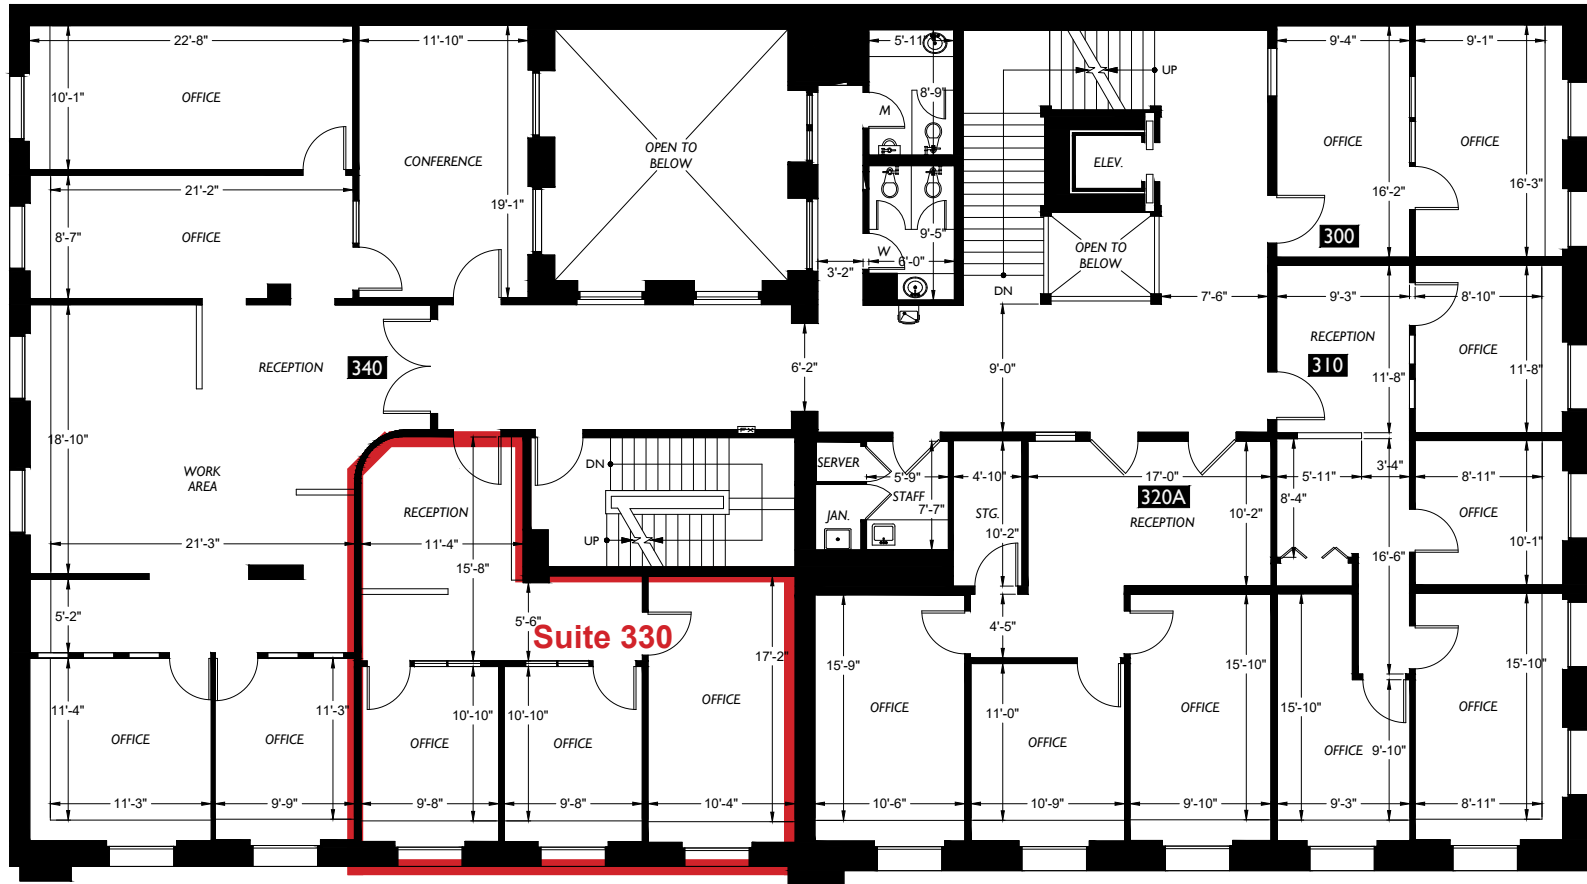 22'-8"
11'-10"
5'-11"
9'-4"
9'-1"
UP
10'-1"
OFFICE
8'-9"
M
OPEN TO
BELOW
CONFERENCE
ELEV.
OFFICE
OFFICE
21'-2"
16'-2"
16'-3"
19'-1"
8'-7"
OFFICE
9'-5"
W
300
OPEN TO
BELOW
6'-0"
3'-2"
DN
7'-6"
9'-3"
8'-10"
RECEPTION
OFFICE
RECEPTION
340
6'-2"
9'-0"
310
11'-8"
11'-8"
18'-10"
FX
WORK
AREA
DN
SERVER
5'-9"
4'-10"
17'-0"
5'-11"
3'-4"
8'-11"
STAFF
320A
8'-4"
7'-7"
RECEPTION
JAN.
STG.
OFFICE
RECEPTION
10'-2"
10'-2"
UP
21'-3"
11'-4"
10'-1"
16'-6"
15'-8"
5'-2"
5'-6"
4'-5"
Suite 330
17'-2"
15'-9"
15'-10"
15'-10"
OFFICE
OFFICE
OFFICE
OFFICE
11'-4"
11'-3"
10'-10"
10'-10"
11'-0"
15'-10"
OFFICE
OFFICE
OFFICE
OFFICE
OFFICE
OFFICE
9'-10"
11'-3"
9'-9"
9'-8"
9'-8"
10'-4"
10'-6"
10'-9"
9'-10"
9'-3"
8'-11"